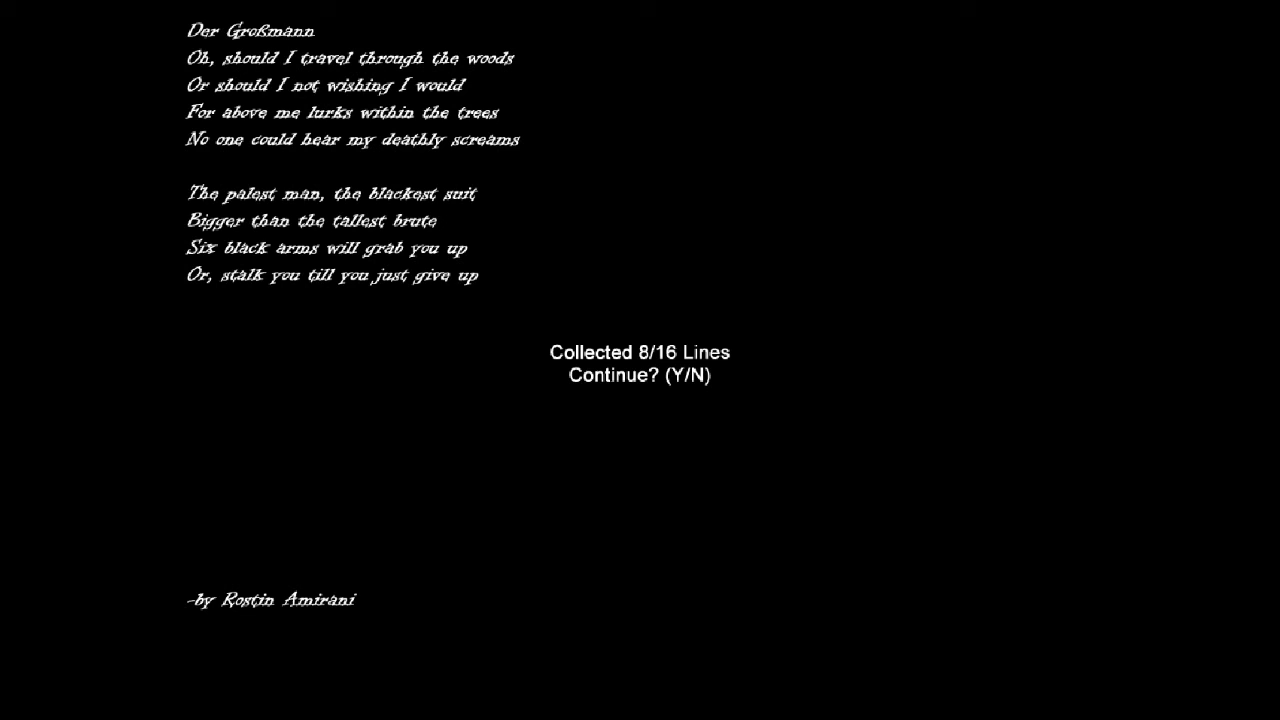 Der Großmann
Oh, should I travel through the woods
Or should I not wishing I would
For above me lurks within the trees
No one could hear my deathly screams
The palest man, the blackest suit
Bigger than the tallest brute
Six black arms will grab you up
Or, stalk you till you just give up
Collected 8/16 Lines
Continue? (Y/N)
-by Rostin Amirani